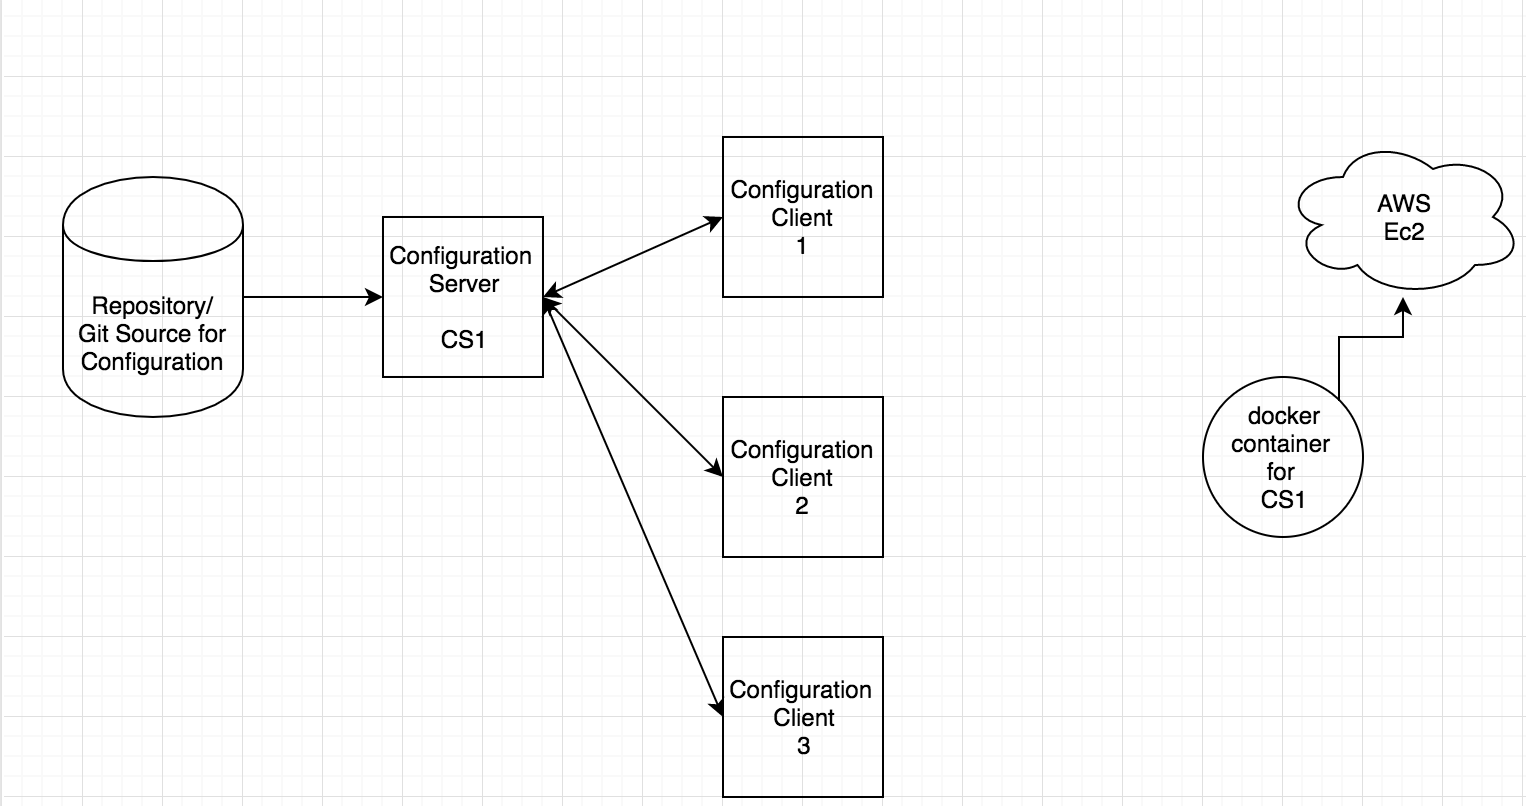 Repository/
Git Source for
Configuration
Configuration
Server
CS1
Configuration
Client
1
Configuration
Client
2
Configuration
Client
3
AWS
Ec2
docker
container
for
CS1